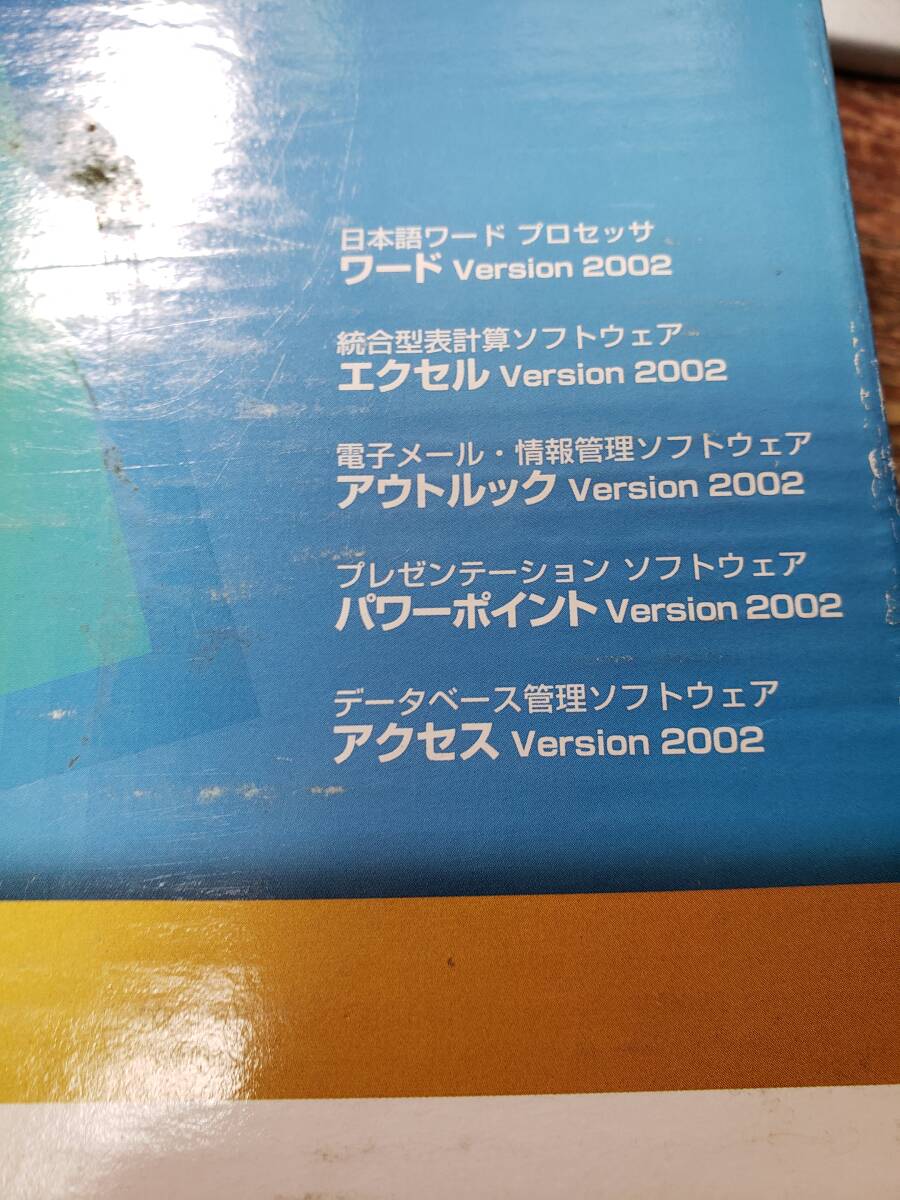 日本語ワード プロセッサ
ワード Version 2002
統合型表計算ソフトウェア
エクセル Version 2002
電子メール・情報管理ソフトウェア
アウトルック Version 2002
プレゼンテーション ソフトウェア
パワーポイント Version 2002
データベース管理ソフトウェア
アクセス Version 2002